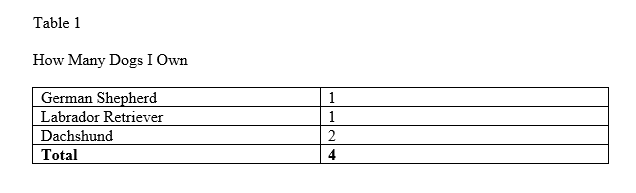 Table 1
How Many Dogs I Own
German Shepherd 1
Labrador Retriever 1
Dachshund 2
Total 4